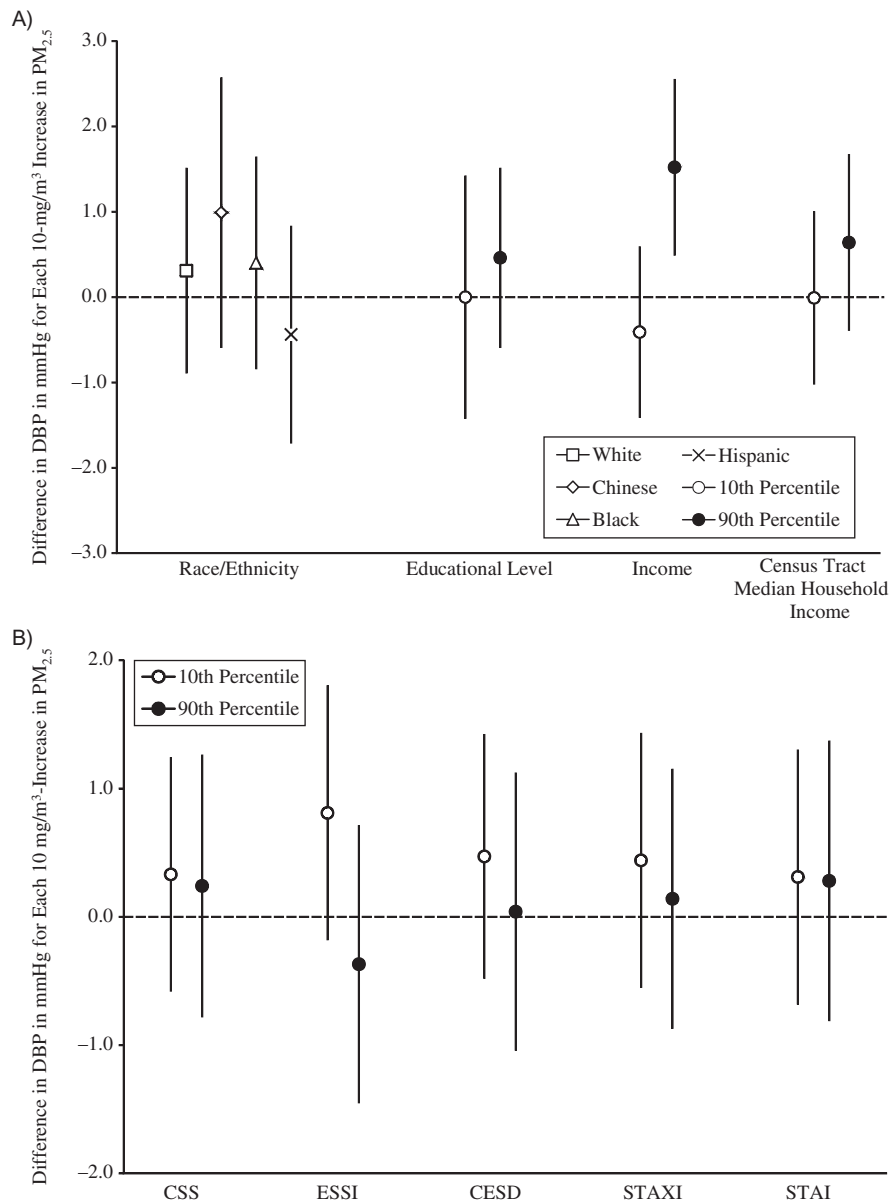 A)
Difference in DBP in mmHg for Each 10-mg/m³ Increase in PM₂.₅
3.0
2.0
1.0
0.0
−1.0
−2.0
−3.0
White
Hispanic
Chinese
10th Percentile
Black
90th Percentile
Race/Ethnicity
Educational Level
Income
Census Tract
Median Household
Income
B)
Difference in DBP in mmHg for Each 10 mg/m³-Increase in PM₂.₅
2.0
1.0
0.0
−1.0
−2.0
10th Percentile
90th Percentile
CSS
ESSI
CESD
STAXI
STAI